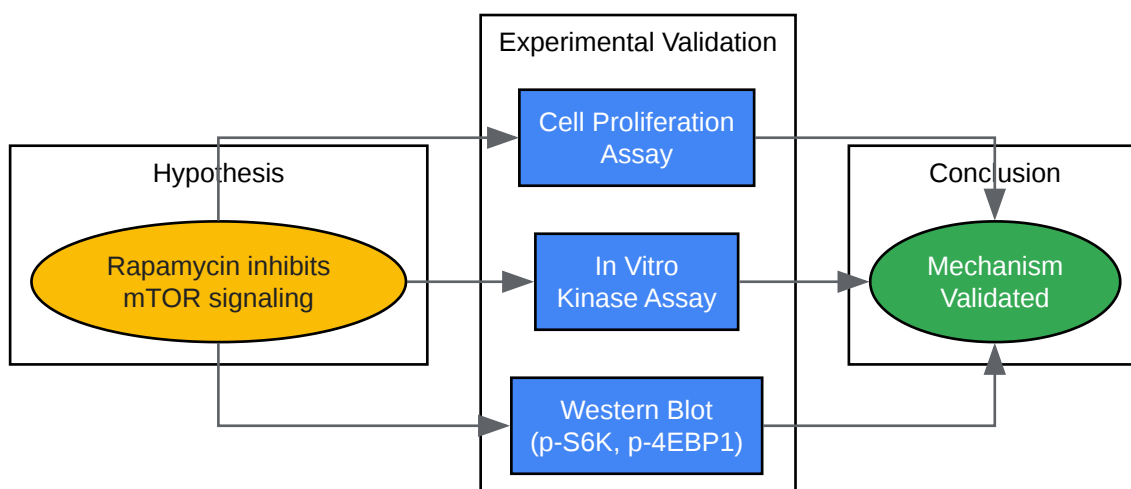 Hypothesis
Rapamycin inhibits
mTOR signaling
Experimental Validation
Cell Proliferation
Assay
In Vitro
Kinase Assay
Western Blot
(p-S6K, p-4EBP1)
Conclusion
Mechanism
Validated